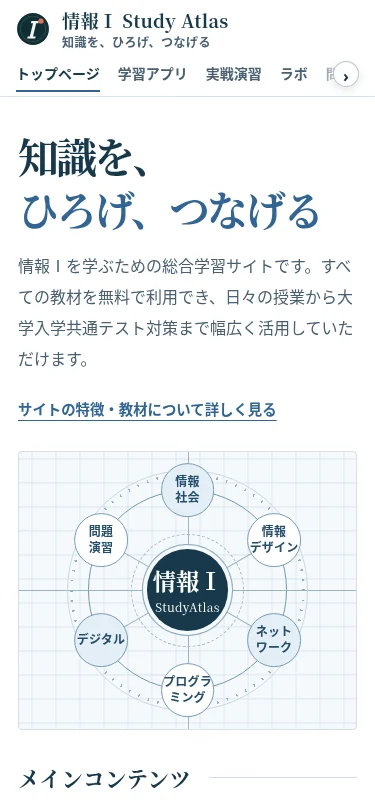 情報Ⅰ Study Atlas
知識を、ひろげ、つなげる
トップページ 学習アプリ 実戦演習 ラボ
知識を、
ひろげ、つなげる
情報Ⅰを学ぶための総合学習サイトです。すべ
ての教材を無料で利用でき、日々の授業から大
学入学共通テスト対策まで幅広く活用していた
だけます。
サイトの特徴・教材について詳しく見る
情報
社会
問題
演習
情報
デザイン
情報Ⅰ
StudyAtlas
デジタル
ネット
ワーク
プログラ
ミング
メインコンテンツ